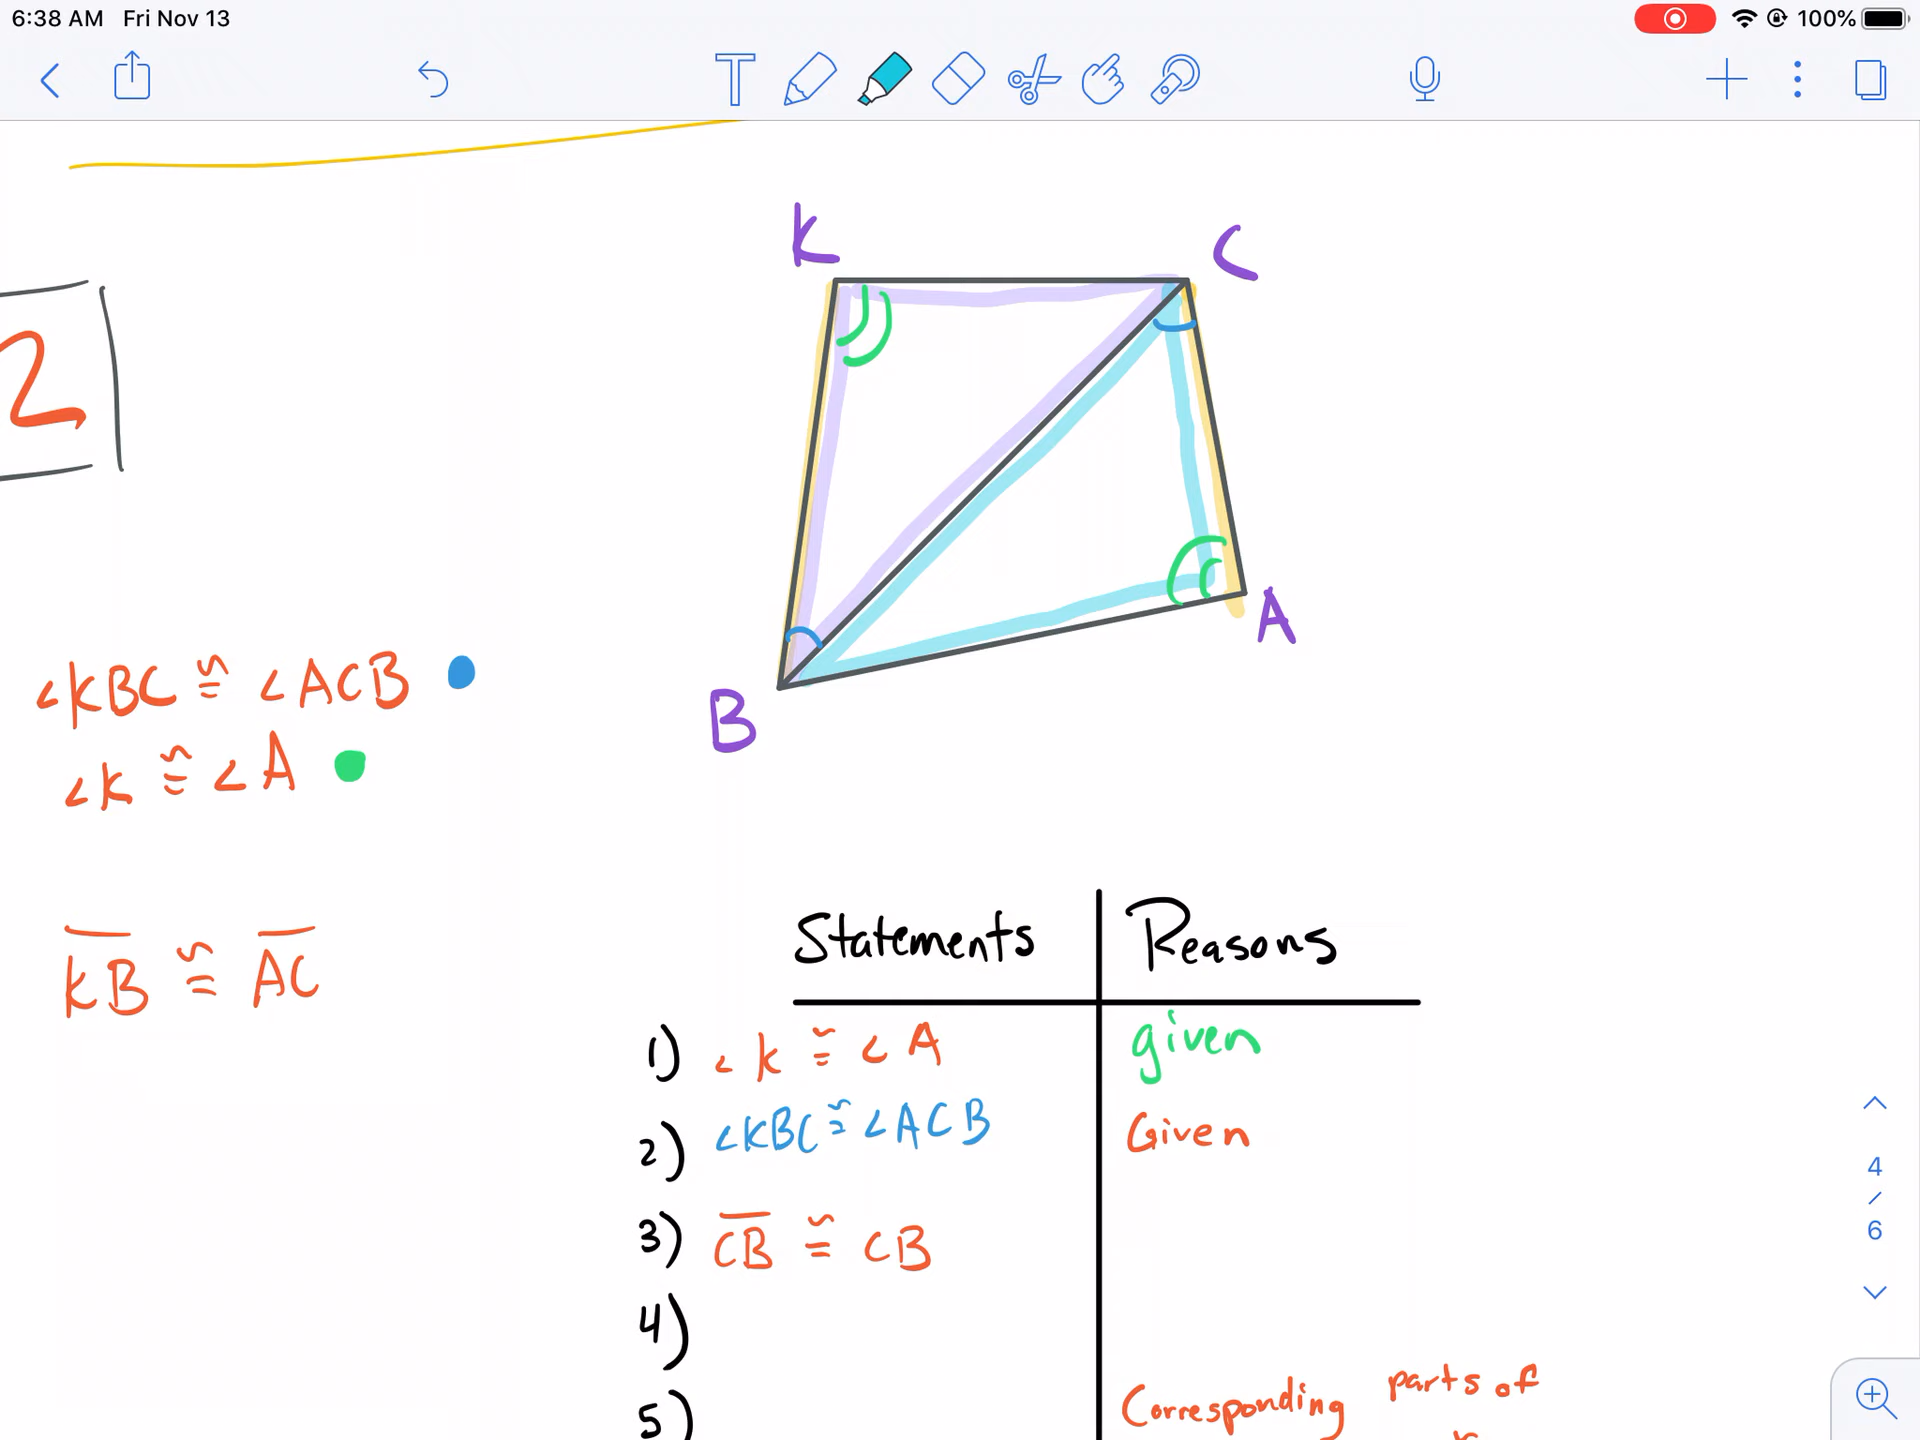 6:38 AM Fri Nov 13
100%
T
K
C
2
A
B
∠KBC ≅ ∠ACB
∠K ≅ ∠A
KB ≅ AC
Statements Reasons
1) ∠K ≅ ∠A given
2) ∠KBC ≅ ∠ACB Given
3) CB ≅ CB
4)
5) Corresponding parts of
4
/
6